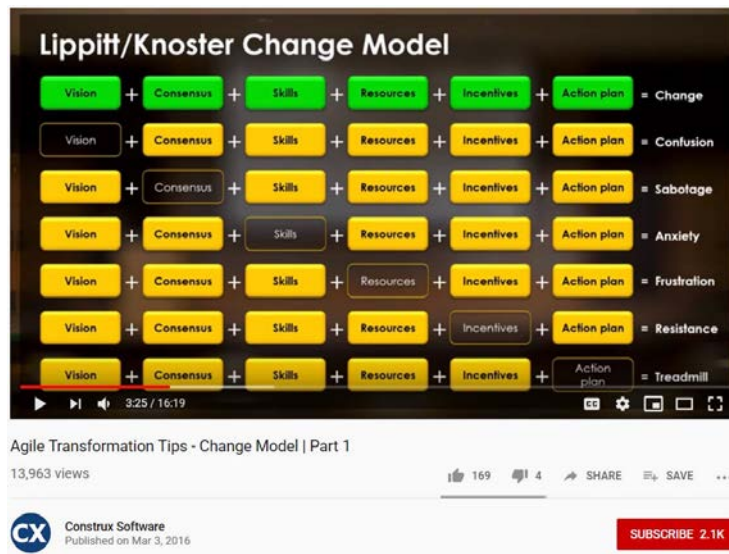 Lippitt/Knoster Change Model
Vision + Consensus + Skills + Resources + Incentives + Action plan = Change
Vision + Consensus + Skills + Resources + Incentives + Action plan = Confusion
Vision + Consensus + Skills + Resources + Incentives + Action plan = Sabotage
Vision + Consensus + Skills + Resources + Incentives + Action plan = Anxiety
Vision + Consensus + Skills + Resources + Incentives + Action plan = Frustration
Vision + Consensus + Skills + Resources + Incentives + Action plan = Resistance
Vision + Consensus + Skills + Resources + Incentives + Action plan = Treadmill
3:25 / 16:19 CC
Agile Transformation Tips - Change Model | Part 1
13,963 views 169 4 SHARE SAVE ...
CX Construx Software
Published on Mar 3, 2016
SUBSCRIBE 2.1K